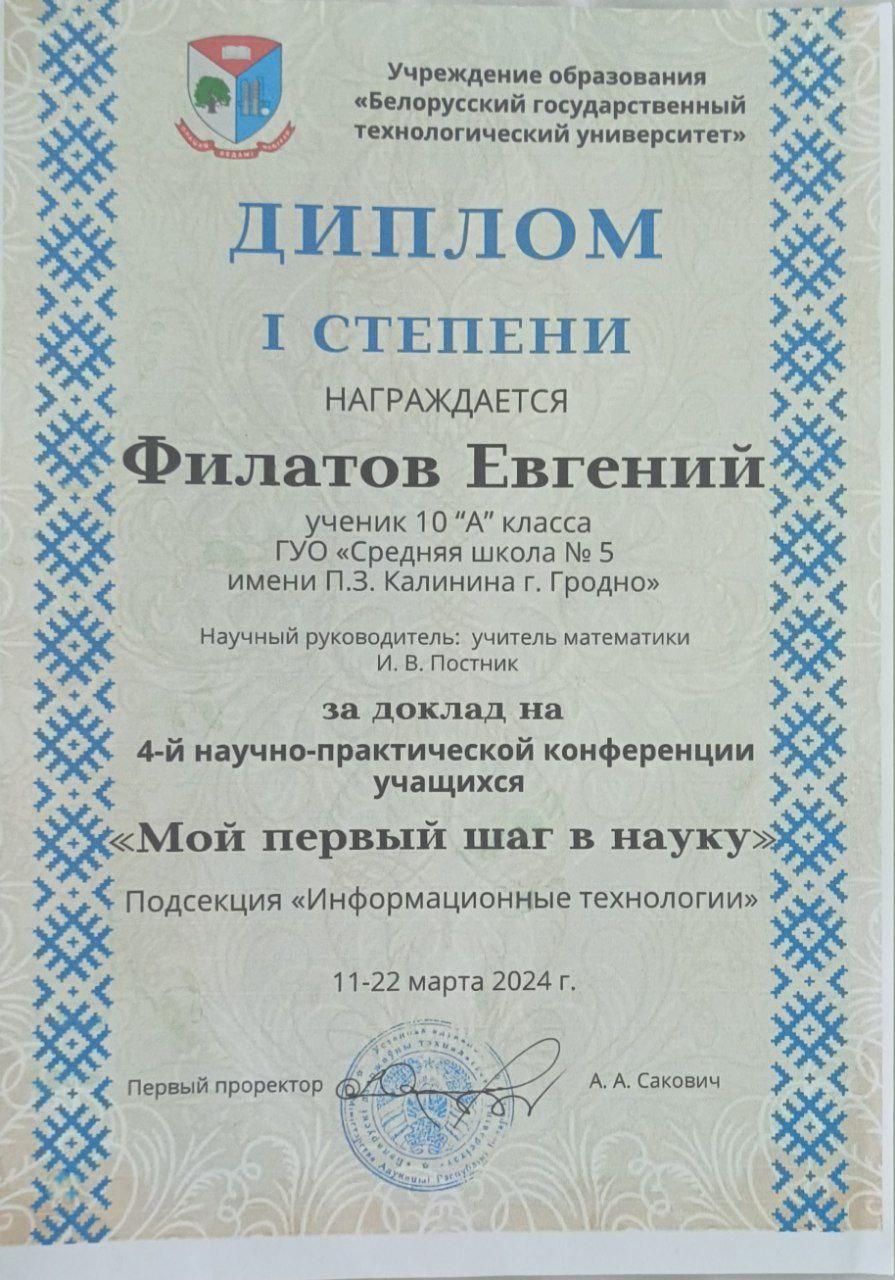 Учреждение образования
«Белорусский государственный
технологический университет»
ДИПЛОМ
I СТЕПЕНИ
НАГРАЖДАЕТСЯ
Филатов Евгений
ученик 10 “А” класса
ГУО «Средняя школа № 5
имени П.З. Калинина г. Гродно»
Научный руководитель: учитель математики
И. В. Постник
за доклад на
4-й научно-практической конференции
учащихся
«Мой первый шаг в науку»
Подсекция «Информационные технологии»
11-22 марта 2024 г.
Первый проректор
А. А. Сакович